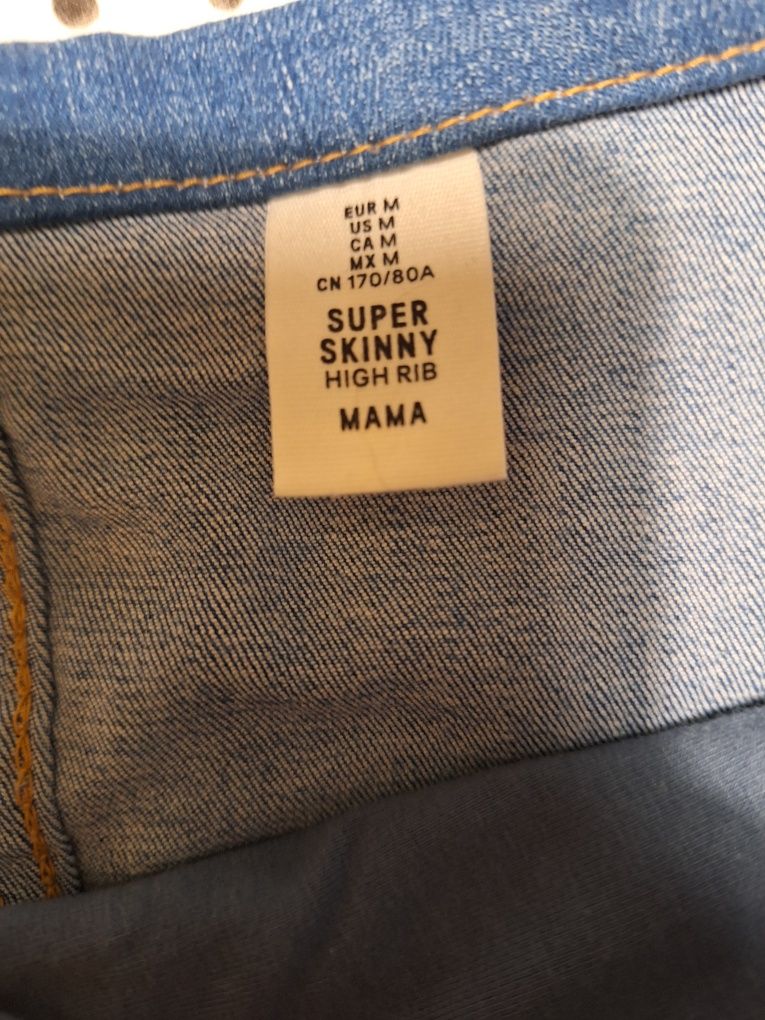 EUR M
US M
CA M
MX M
CN 170/80A
SUPER
SKINNY
HIGH RIB
MAMA